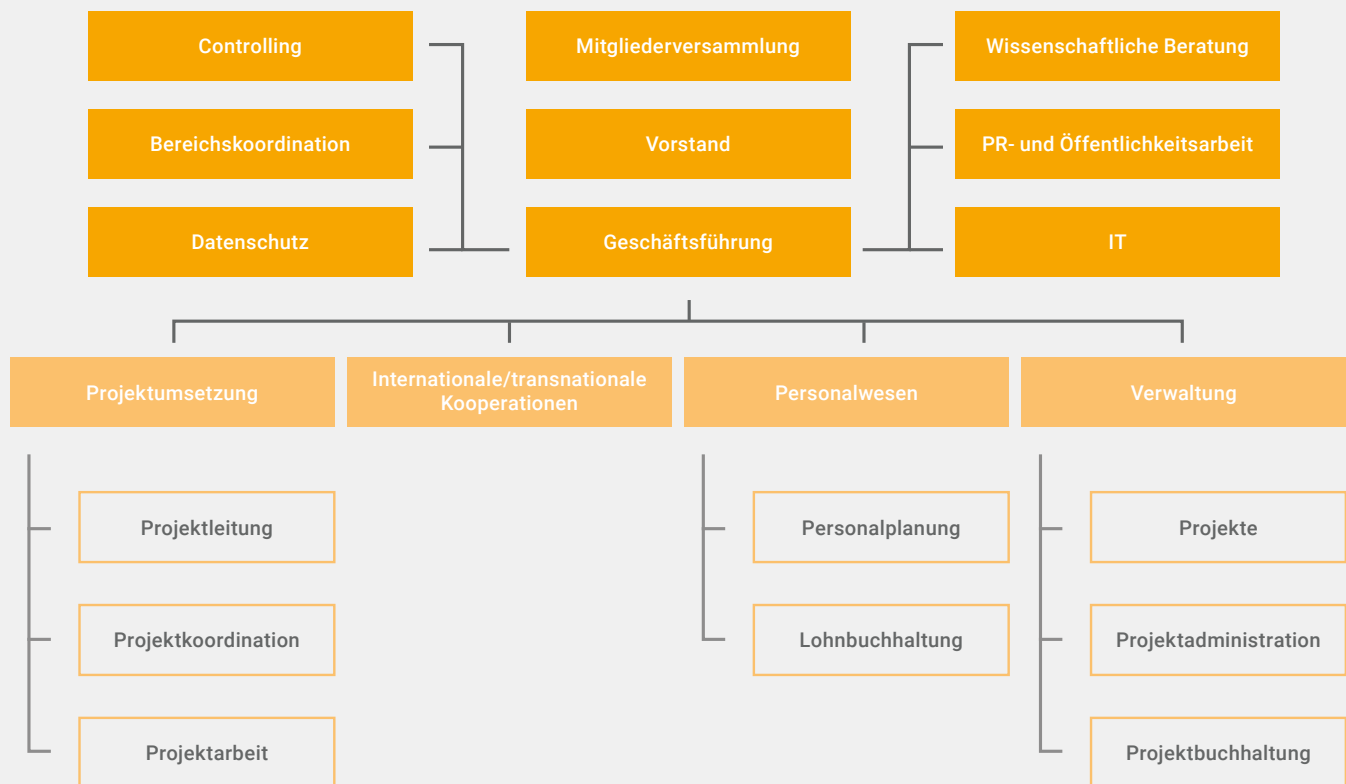 Controlling
Mitgliederversammlung
Wissenschaftliche Beratung
Bereichskoordination
Vorstand
PR- und Öffentlichkeitsarbeit
Datenschutz
Geschäftsführung
IT
Projektumsetzung
Internationale/transnationale
Kooperationen
Personalwesen
Verwaltung
Projektleitung
Personalplanung
Projekte
Projektkoordination
Lohnbuchhaltung
Projektadministration
Projektarbeit
Projektbuchhaltung